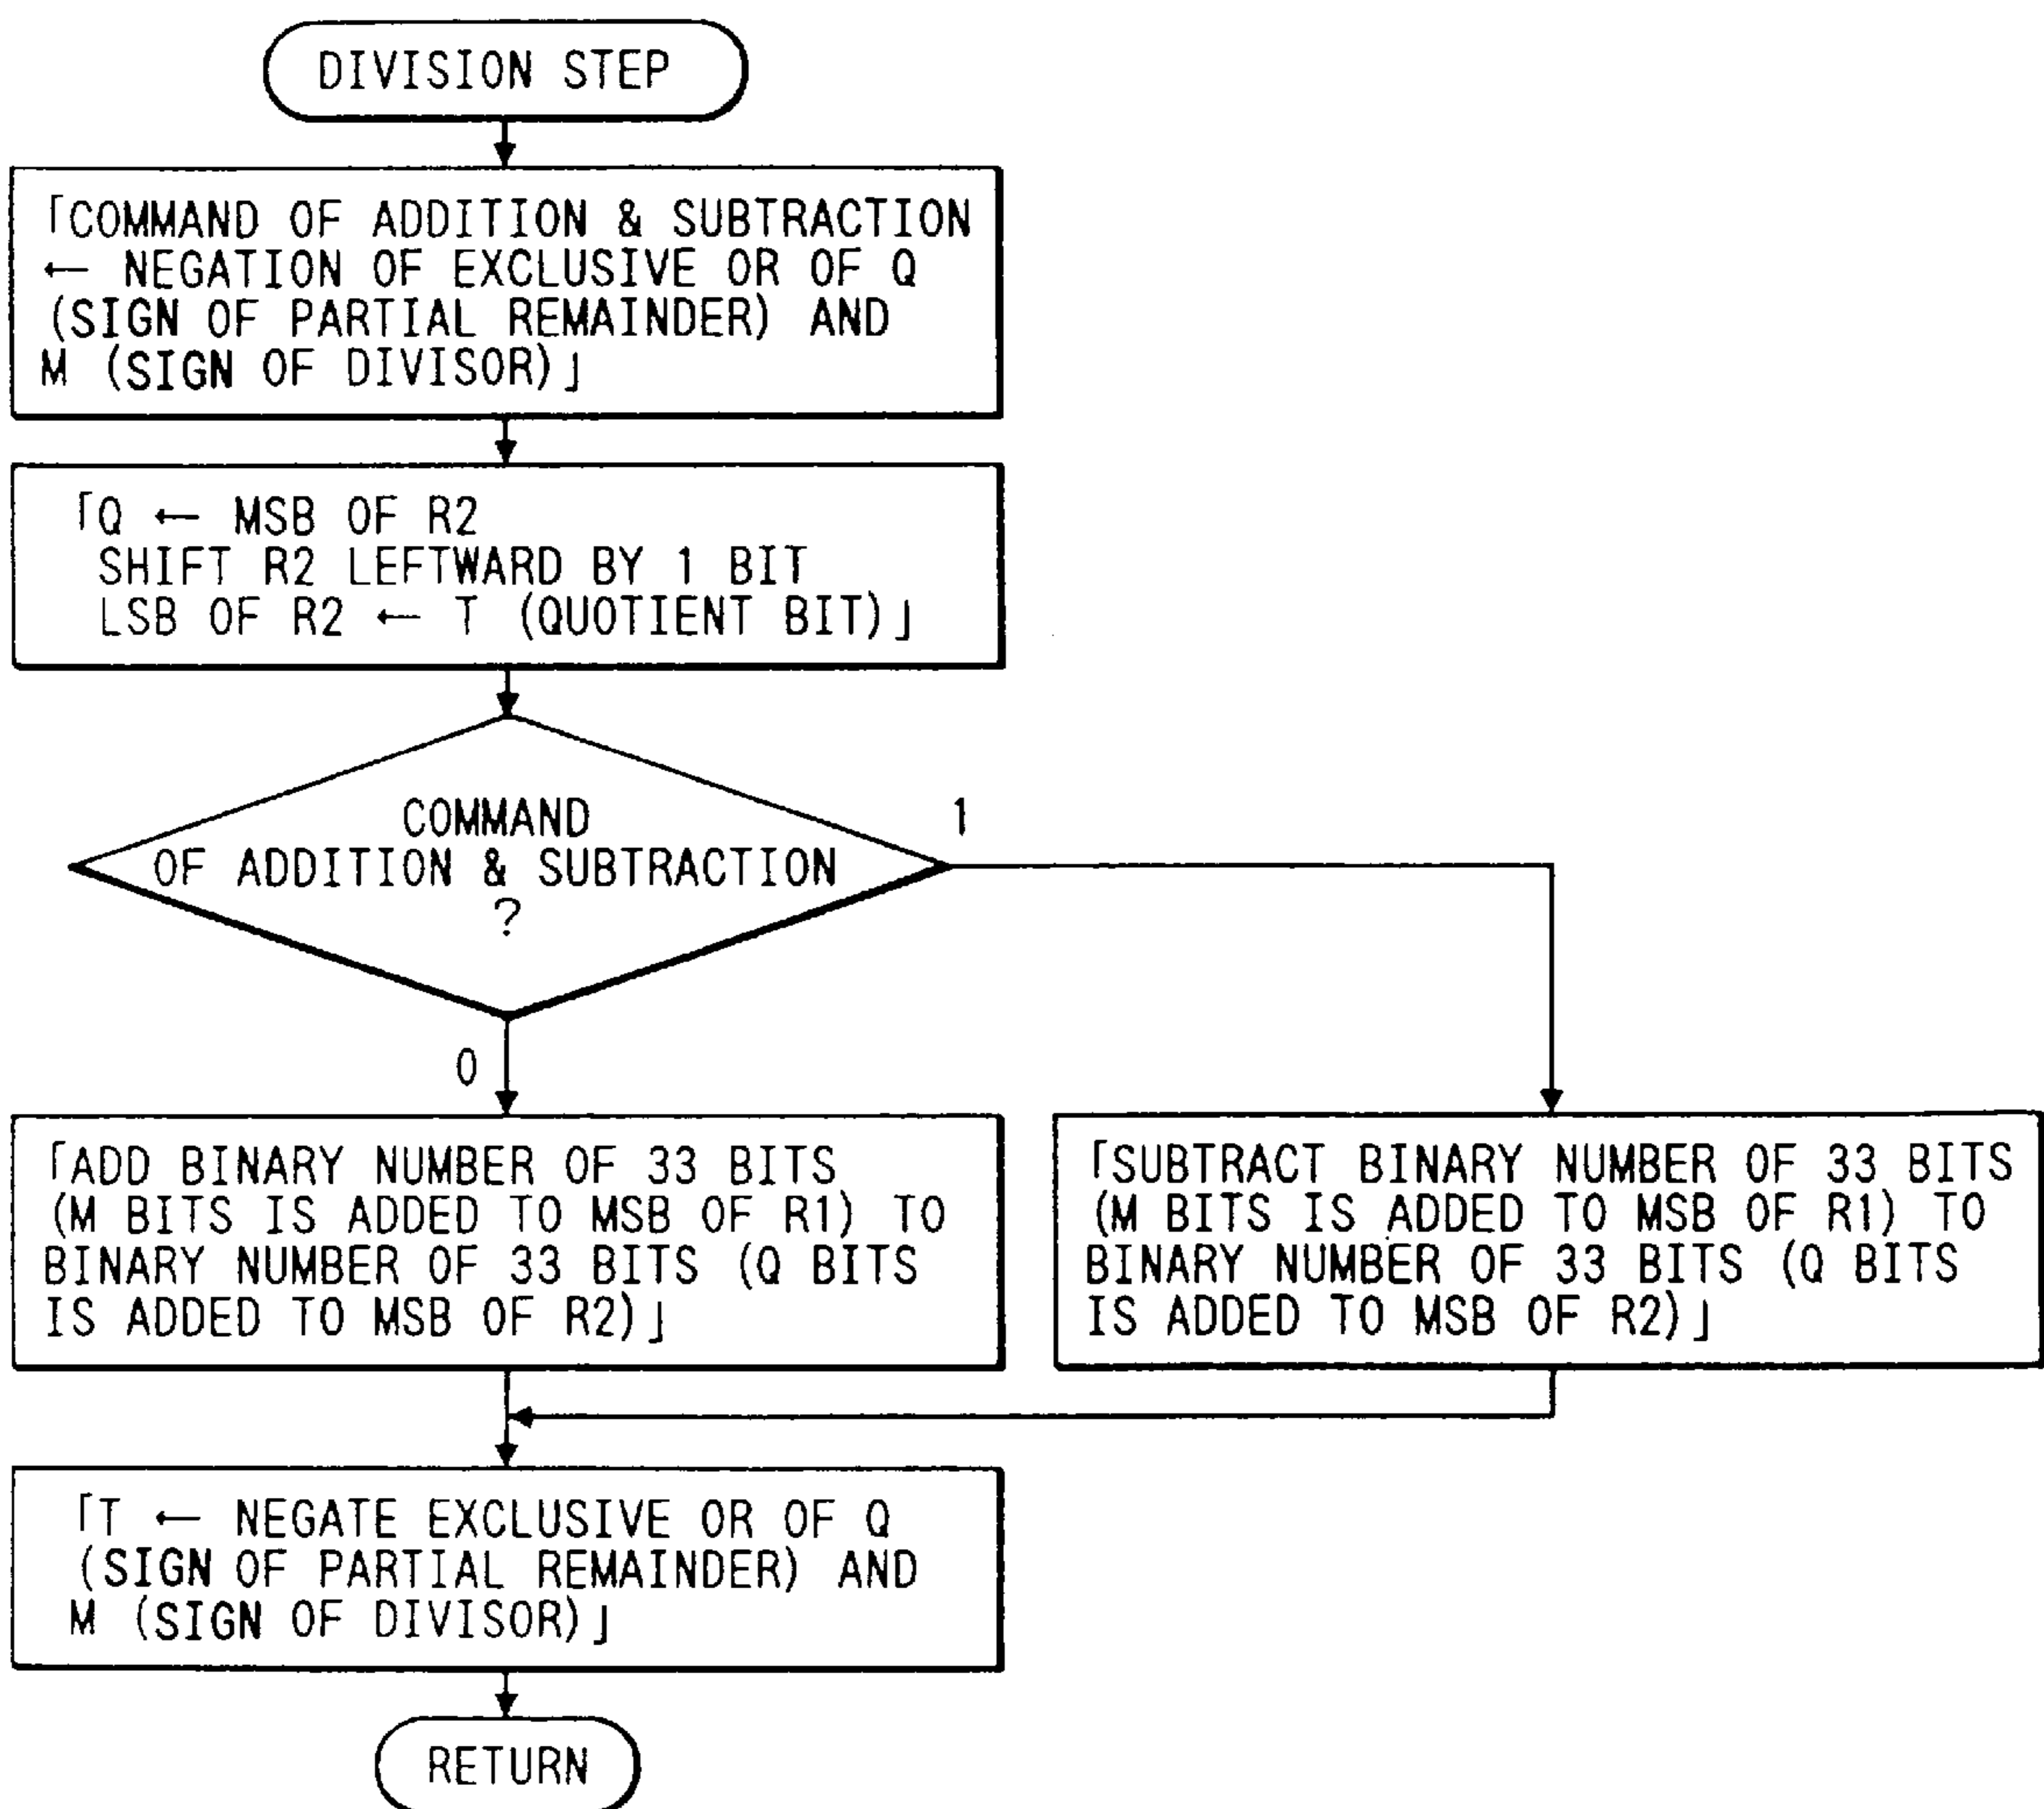 DIVISION STEP
「COMMAND OF ADDITION & SUBTRACTION
← NEGATION OF EXCLUSIVE OR OF Q
(SIGN OF PARTIAL REMAINDER) AND
M (SIGN OF DIVISOR)」
「Q ← MSB OF R2
SHIFT R2 LEFTWARD BY 1 BIT
LSB OF R2 ← T (QUOTIENT BIT)」
COMMAND
OF ADDITION & SUBTRACTION
?
1
0
「ADD BINARY NUMBER OF 33 BITS
(M BITS IS ADDED TO MSB OF R1) TO
BINARY NUMBER OF 33 BITS (Q BITS
IS ADDED TO MSB OF R2)」
「SUBTRACT BINARY NUMBER OF 33 BITS
(M BITS IS ADDED TO MSB OF R1) TO
BINARY NUMBER OF 33 BITS (Q BITS
IS ADDED TO MSB OF R2)」
「T ← NEGATE EXCLUSIVE OR OF Q
(SIGN OF PARTIAL REMAINDER) AND
M (SIGN OF DIVISOR)」
RETURN